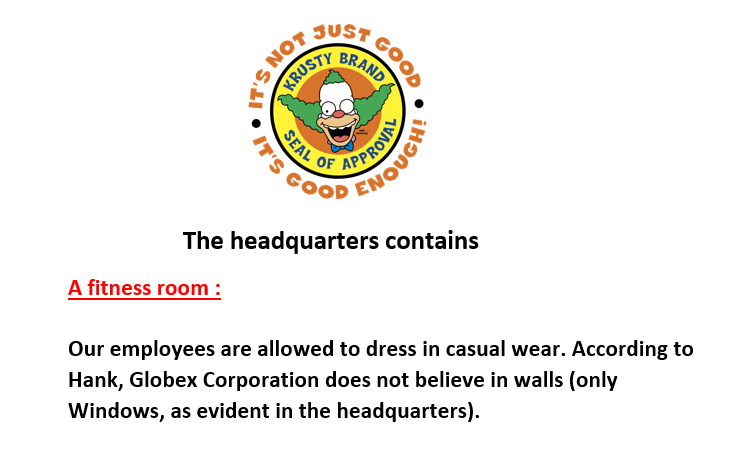 IT'S NOT JUST GOOD
KRUSTY BRAND
SEAL OF APPROVAL
IT'S GOOD ENOUGH!
The headquarters contains
A fitness room :
Our employees are allowed to dress in casual wear. According to
Hank, Globex Corporation does not believe in walls (only
Windows, as evident in the headquarters).